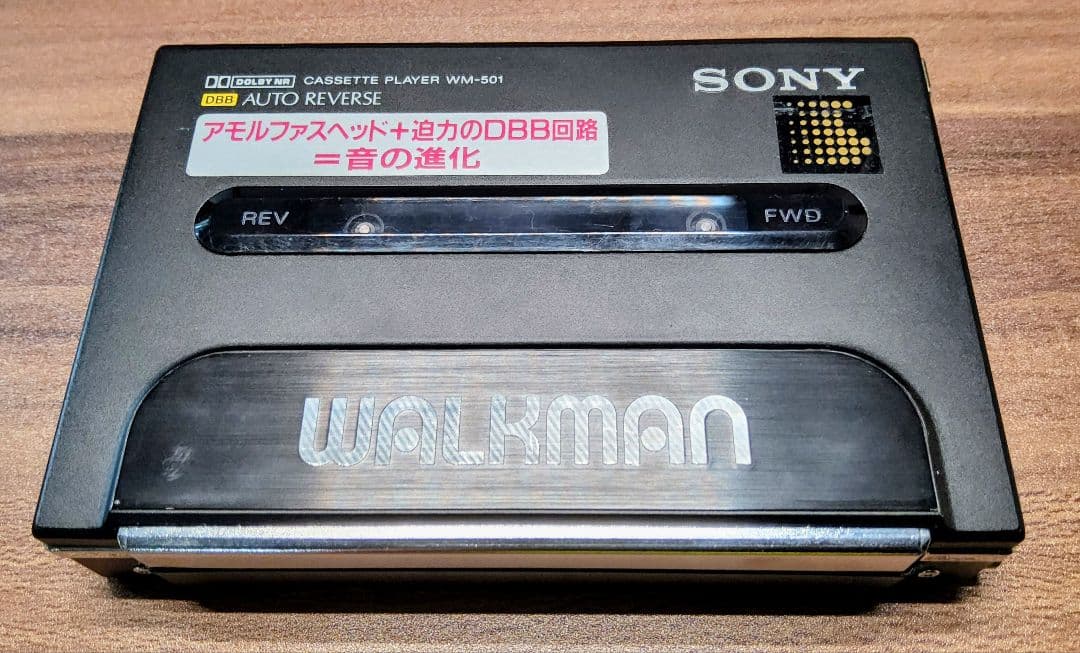 DOLBY NR CASSETTE PLAYER WM-501
DBB AUTO REVERSE
SONY
アモルファスヘッド+迫力のDBB回路
=音の進化
REV
FWD
WALKMAN